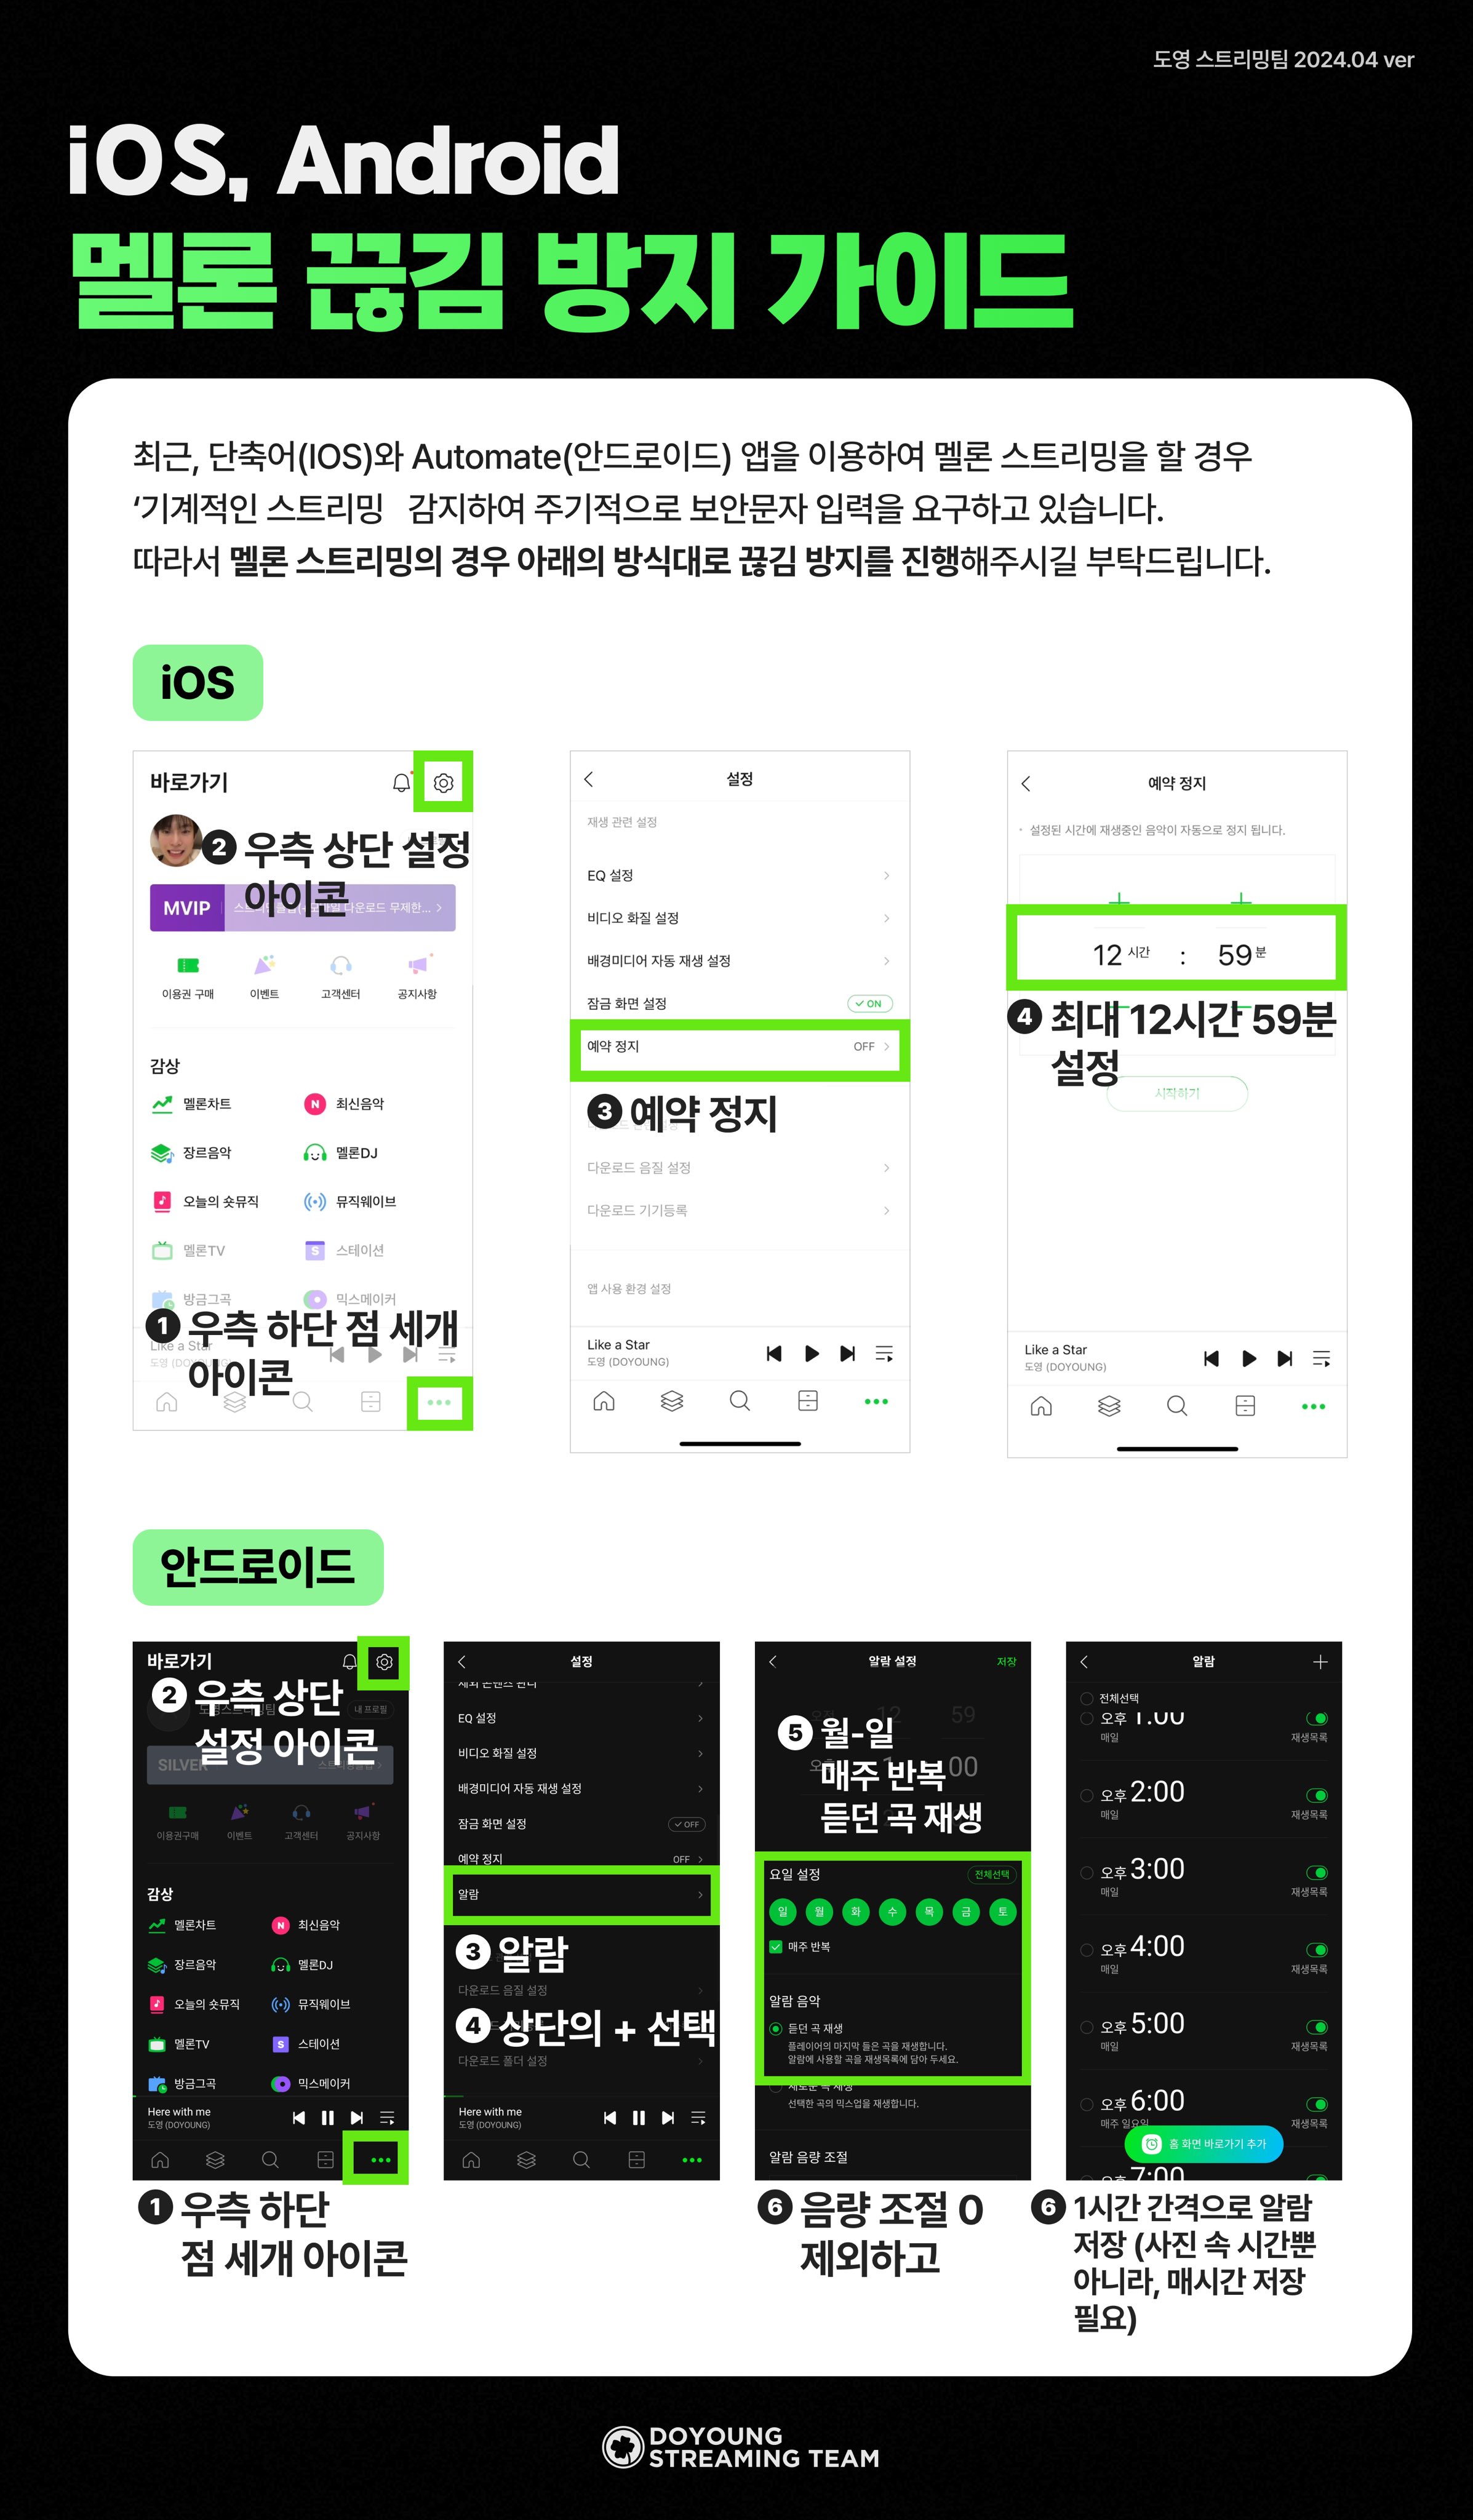 도영 스트리밍팀 2024.04 ver
iOS, Android
멜론 끊김 방지 가이드
최근, 단축어(IOS)와 Automate(안드로이드) 앱을 이용하여 멜론 스트리밍을 할 경우
‘기계적인 스트리밍 감지하여 주기적으로 보안문자 입력을 요구하고 있습니다.
따라서 멜론 스트리밍의 경우 아래의 방식대로 끊김 방지를 진행해주시길 부탁드립니다.
iOS
바로가기
2 우측 상단 설정
아이콘
MVIP
이용권 구매 이벤트 고객센터 공지사항
감상
멜론차트 최신음악
장르음악 멜론DJ
오늘의 숏뮤직 뮤직웨이브
멜론TV 스테이션
방금그곡 믹스메이커
1 우측 하단 점 세개
아이콘
Like a Star
도영 (DOYOUNG)
설정
재생 관련 설정
EQ 설정
비디오 화질 설정
배경미디어 자동 재생 설정
잠금 화면 설정 ON
예약 정지 OFF
3 예약 정지
다운로드 음질 설정
다운로드 기기등록
앱 사용 환경 설정
Like a Star
도영 (DOYOUNG)
예약 정지
· 설정된 시간에 재생중인 음악이 자동으로 정지 됩니다.
12 시간 : 59 분
4 최대 12시간 59분
설정
시작하기
Like a Star
도영 (DOYOUNG)
안드로이드
바로가기
2 우측 상단
설정 아이콘
내 프로필
SILVER
이용권구매 이벤트 고객센터 공지사항
감상
멜론차트 최신음악
장르음악 멜론DJ
오늘의 숏뮤직 뮤직웨이브
멜론TV 스테이션
방금그곡 믹스메이커
Here with me
도영 (DOYOUNG)
1 우측 하단
점 세개 아이콘
설정
EQ 설정
비디오 화질 설정
배경미디어 자동 재생 설정
잠금 화면 설정 OFF
예약 정지 OFF
알람
3 알람
다운로드 음질 설정
4 상단의 + 선택
다운로드 폴더 설정
Here with me
도영 (DOYOUNG)
알람 설정 저장
12 59
5 월-일
매주 반복
듣던 곡 재생
오후 1 00
요일 설정 전체선택
일 월 화 수 목 금 토
매주 반복
알람 음악
듣던 곡 재생
플레이어의 마지막 들은 곡을 재생합니다.
알람에 사용할 곡을 재생목록에 담아 두세요.
새로운 곡 재생
선택한 곡의 믹스업을 재생합니다.
알람 음량 조절
6 음량 조절 0
제외하고
알람
전체선택
오후 1:00
매일 재생목록
오후 2:00
매일 재생목록
오후 3:00
매일 재생목록
오후 4:00
매일 재생목록
오후 5:00
매일 재생목록
오후 6:00
매주 일요일 재생목록
홈 화면 바로가기 추가
오후 7:00
6 1시간 간격으로 알람
저장 (사진 속 시간뿐
아니라, 매시간 저장
필요)
DOYOUNG
STREAMING TEAM